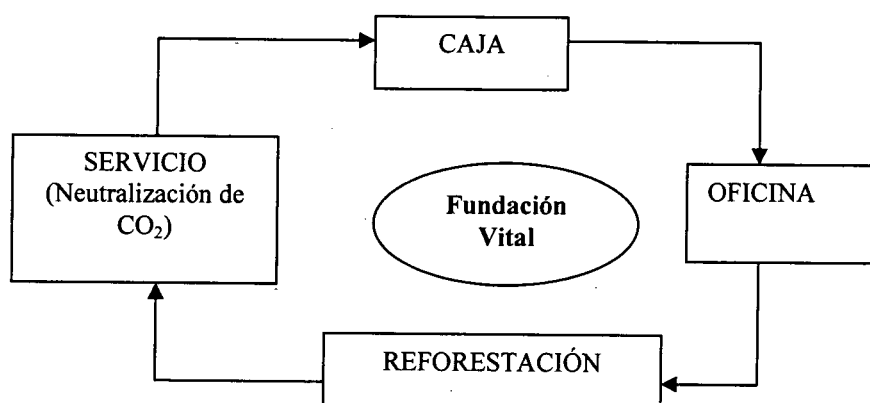 CAJA
SERVICIO
(Neutralización de
CO₂)
OFICINA
Fundación
Vital
REFORESTACIÓN